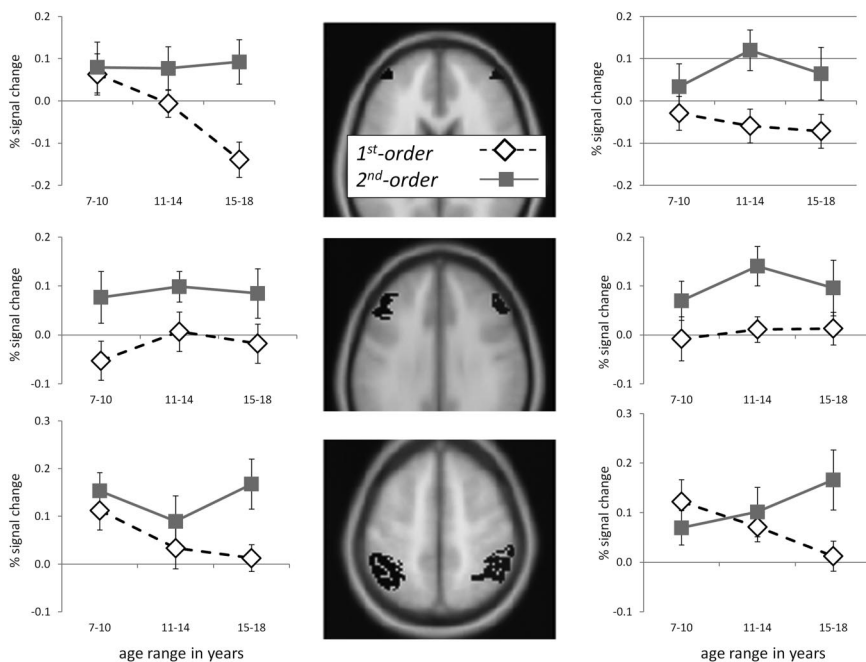 % signal change
0.2
0.1
0.0
-0.1
-0.2
7-10 11-14 15-18
1st-order
2nd-order
% signal change
0.2
0.1
0.0
-0.1
-0.2
7-10 11-14 15-18
% signal change
0.2
0.1
0.0
-0.1
7-10 11-14 15-18
% signal change
0.2
0.1
0.0
-0.1
7-10 11-14 15-18
% signal change
0.3
0.2
0.1
0.0
-0.1
7-10 11-14 15-18
age range in years
% signal change
0.3
0.2
0.1
0.0
-0.1
7-10 11-14 15-18
age range in years